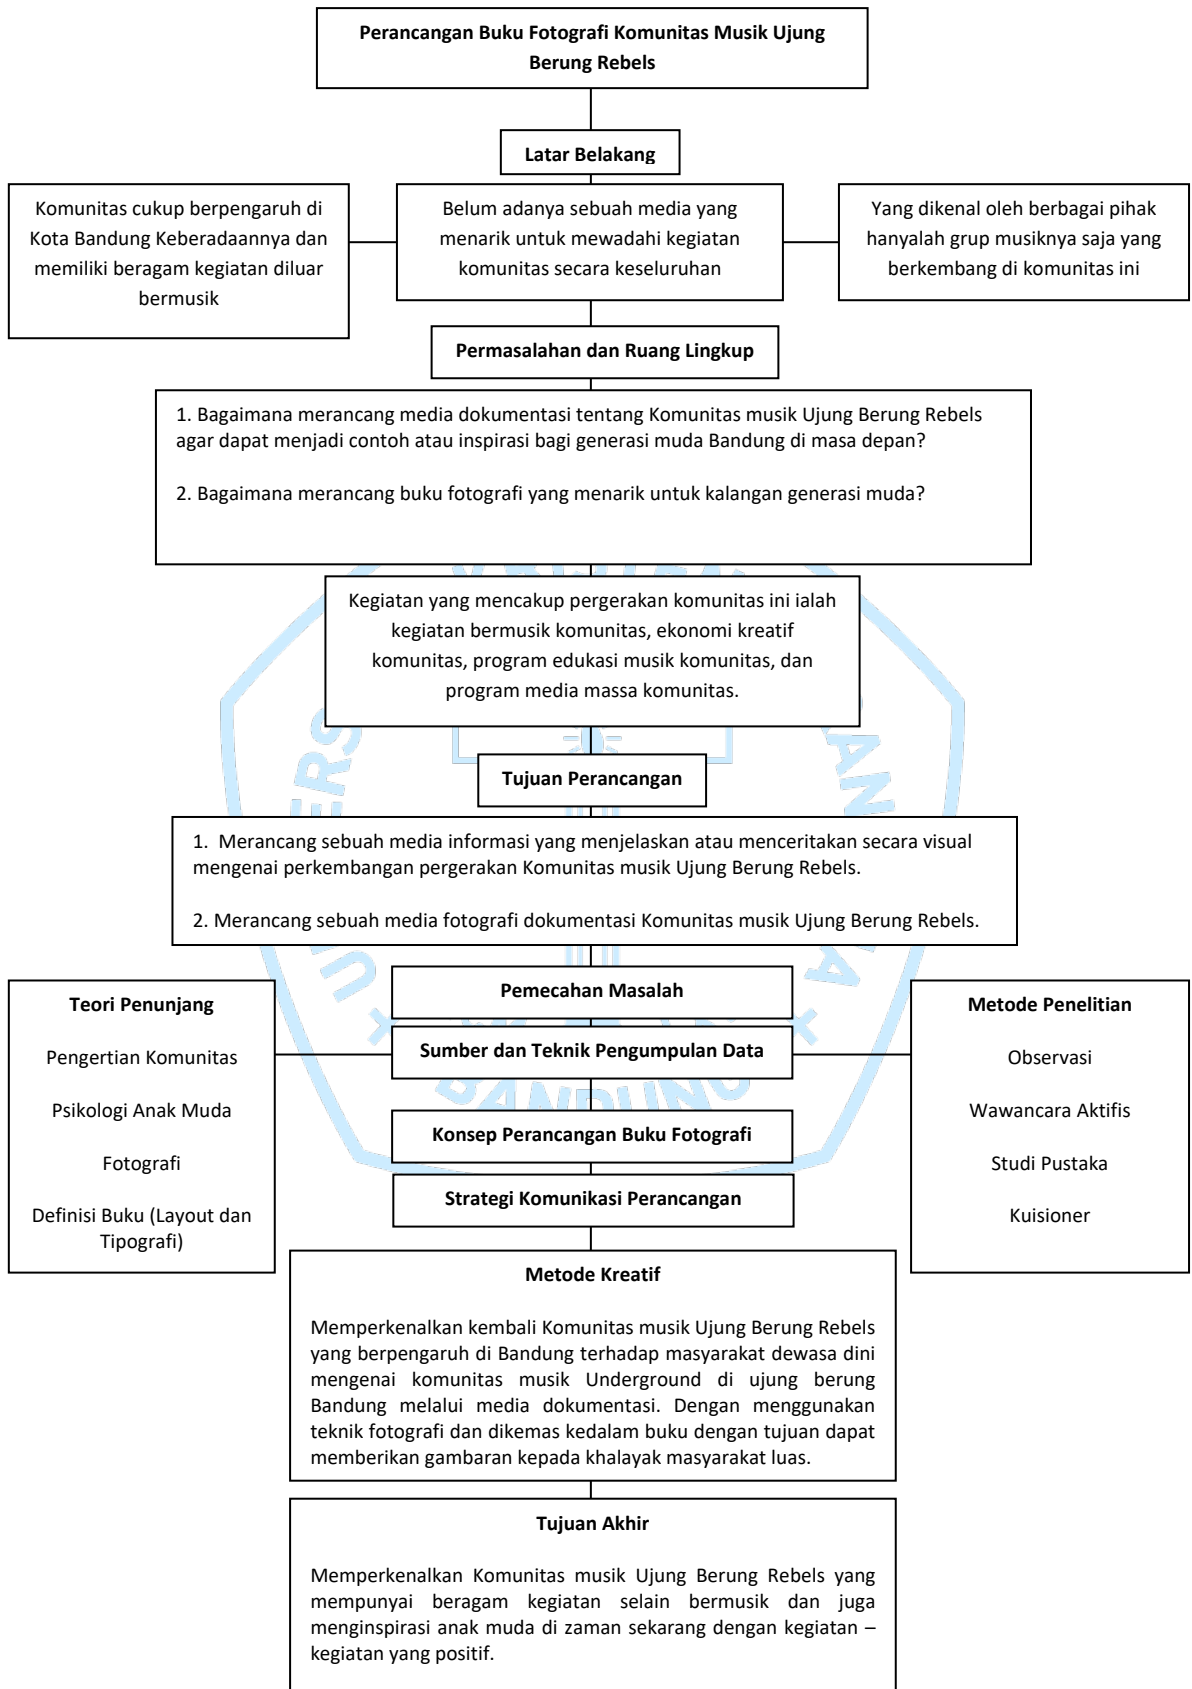 Perancangan Buku Fotografi Komunitas Musik Ujung
Berung Rebels
Latar Belakang
Komunitas cukup berpengaruh di
Kota Bandung Keberadaannya dan
memiliki beragam kegiatan diluar
bermusik
Belum adanya sebuah media yang
menarik untuk mewadahi kegiatan
komunitas secara keseluruhan
Yang dikenal oleh berbagai pihak
hanyalah grup musiknya saja yang
berkembang di komunitas ini
Permasalahan dan Ruang Lingkup
1. Bagaimana merancang media dokumentasi tentang Komunitas musik Ujung Berung Rebels
agar dapat menjadi contoh atau inspirasi bagi generasi muda Bandung di masa depan?
2. Bagaimana merancang buku fotografi yang menarik untuk kalangan generasi muda?
Kegiatan yang mencakup pergerakan komunitas ini ialah
kegiatan bermusik komunitas, ekonomi kreatif
komunitas, program edukasi musik komunitas, dan
program media massa komunitas.
Tujuan Perancangan
1. Merancang sebuah media informasi yang menjelaskan atau menceritakan secara visual
mengenai perkembangan pergerakan Komunitas musik Ujung Berung Rebels.
2. Merancang sebuah media fotografi dokumentasi Komunitas musik Ujung Berung Rebels.
Teori Penunjang
Pengertian Komunitas
Psikologi Anak Muda
Fotografi
Definisi Buku (Layout dan
Tipografi)
Pemecahan Masalah
Sumber dan Teknik Pengumpulan Data
Konsep Perancangan Buku Fotografi
Strategi Komunikasi Perancangan
Metode Penelitian
Observasi
Wawancara Aktifis
Studi Pustaka
Kuisioner
BANDUNG
Metode Kreatif
Memperkenalkan kembali Komunitas musik Ujung Berung Rebels
yang berpengaruh di Bandung terhadap masyarakat dewasa dini
mengenai komunitas musik Underground di ujung berung
Bandung melalui media dokumentasi. Dengan menggunakan
teknik fotografi dan dikemas kedalam buku dengan tujuan dapat
memberikan gambaran kepada khalayak masyarakat luas.
Tujuan Akhir
Memperkenalkan Komunitas musik Ujung Berung Rebels yang
mempunyai beragam kegiatan selain bermusik dan juga
menginspirasi anak muda di zaman sekarang dengan kegiatan –
kegiatan yang positif.